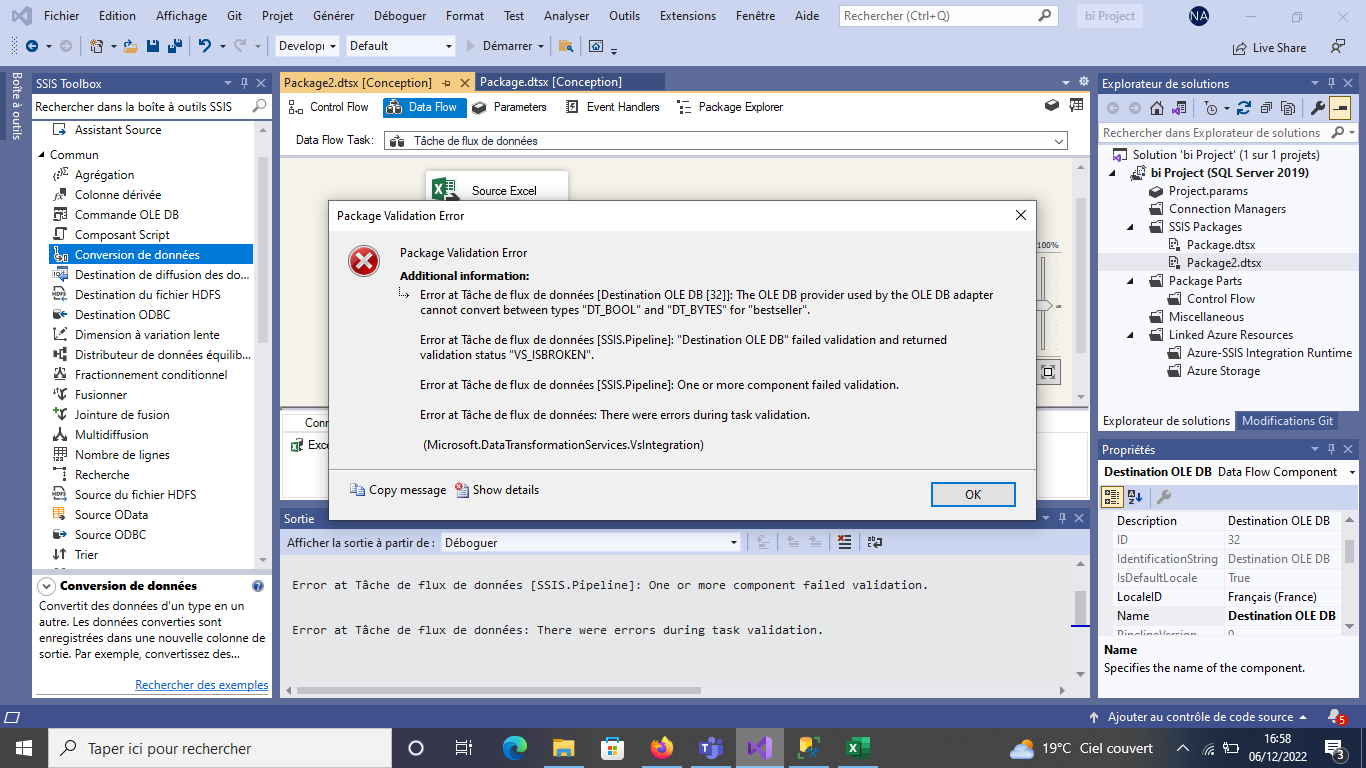 Fichier Edition Affichage Git Projet Générer Déboguer Format Test Analyser Outils Extensions Fenêtre Aide Rechercher (Ctrl+Q) bi Project NA
Developi Default Démarrer Live Share
Boîte à outils
SSIS Toolbox
Rechercher dans la boîte à outils SSIS
Assistant Source
Commun
Agrégation
Colonne dérivée
Commande OLE DB
Composant Script
Conversion de données
Destination de diffusion des do...
Destination du fichier HDFS
Destination ODBC
Dimension à variation lente
Distributeur de données équilib...
Fractionnement conditionnel
Fusionner
Jointure de fusion
Multidiffusion
Nombre de lignes
Recherche
Source du fichier HDFS
Source OData
Source ODBC
Trier
Conversion de données
Convertit des données d'un type en un
autre. Les données converties sont
enregistrées dans une nouvelle colonne de
sortie. Par exemple, convertissez des...
Rechercher des exemples
Package2.dtsx [Conception] Package.dtsx [Conception]
Control Flow Data Flow Parameters Event Handlers Package Explorer
Data Flow Task: Tâche de flux de données
Source Excel
100%
Conn
Exce
Package Validation Error
Package Validation Error
Additional information:
Error at Tâche de flux de données [Destination OLE DB [32]]: The OLE DB provider used by the OLE DB adapter
cannot convert between types "DT_BOOL" and "DT_BYTES" for "bestseller".
Error at Tâche de flux de données [SSIS.Pipeline]: "Destination OLE DB" failed validation and returned
validation status "VS_ISBROKEN".
Error at Tâche de flux de données [SSIS.Pipeline]: One or more component failed validation.
Error at Tâche de flux de données: There were errors during task validation.
(Microsoft.DataTransformationServices.VsIntegration)
Copy message Show details OK
Sortie
Afficher la sortie à partir de : Déboguer
Error at Tâche de flux de données [SSIS.Pipeline]: One or more component failed validation.
Error at Tâche de flux de données: There were errors during task validation.
Explorateur de solutions
Rechercher dans Explorateur de solutions
Solution 'bi Project' (1 sur 1 projets)
bi Project (SQL Server 2019)
Project.params
Connection Managers
SSIS Packages
Package.dtsx
Package2.dtsx
Package Parts
Control Flow
Miscellaneous
Linked Azure Resources
Azure-SSIS Integration Runtime
Azure Storage
Explorateur de solutions Modifications Git
Propriétés
Destination OLE DB Data Flow Component
Description Destination OLE DB
ID 32
IdentificationString Destination OLE DB
IsDefaultLocale True
LocaleID Français (France)
Name Destination OLE DB
PipelineVersion 0
Name
Specifies the name of the component.
Ajouter au contrôle de code source 5
Taper ici pour rechercher
19°C Ciel couvert
16:58
06/12/2022
3